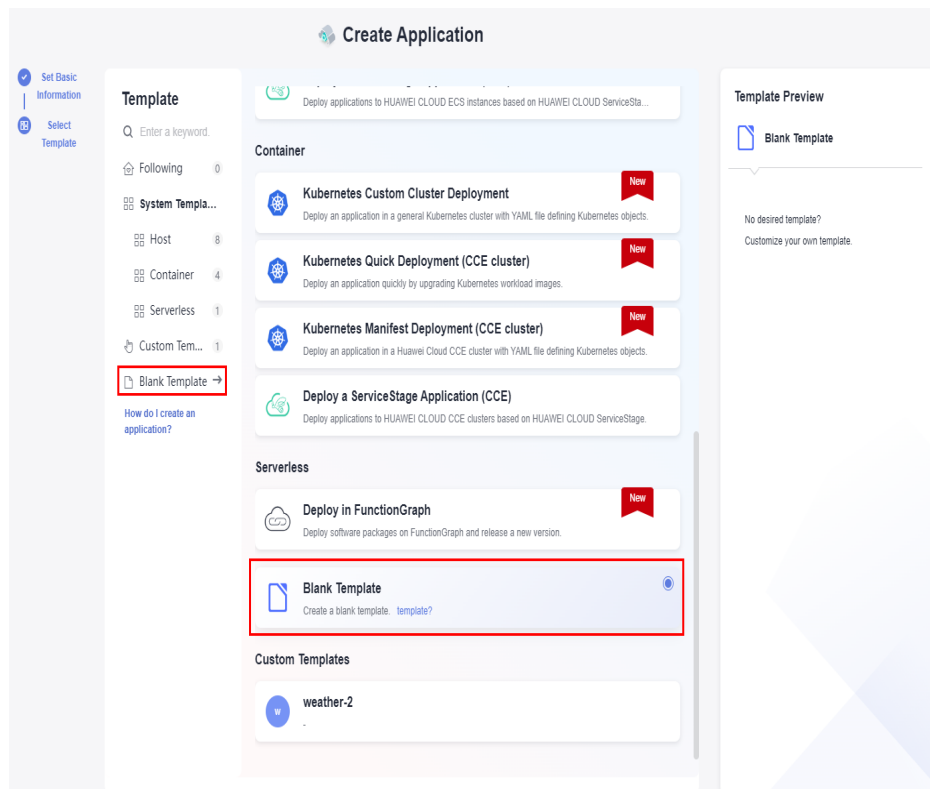 Create Application
Set Basic
Information
Select
Template
Template
Enter a keyword.
Following 0
System Templa...
Host 8
Container 4
Serverless 1
Custom Tem... 1
Blank Template
How do I create an
application?
Deploy applications to HUAWEI CLOUD ECS instances based on HUAWEI CLOUD ServiceSta...
Container
New
Kubernetes Custom Cluster Deployment
Deploy an application in a general Kubernetes cluster with YAML file defining Kubernetes objects.
New
Kubernetes Quick Deployment (CCE cluster)
Deploy an application quickly by upgrading Kubernetes workload images.
New
Kubernetes Manifest Deployment (CCE cluster)
Deploy an application in a Huawei Cloud CCE cluster with YAML file defining Kubernetes objects.
Deploy a ServiceStage Application (CCE)
Deploy applications to HUAWEI CLOUD CCE clusters based on HUAWEI CLOUD ServiceStage.
Serverless
New
Deploy in FunctionGraph
Deploy software packages on FunctionGraph and release a new version.
Blank Template
Create a blank template. template?
Custom Templates
w
weather-2
-
Template Preview
Blank Template
No desired template?
Customize your own template.